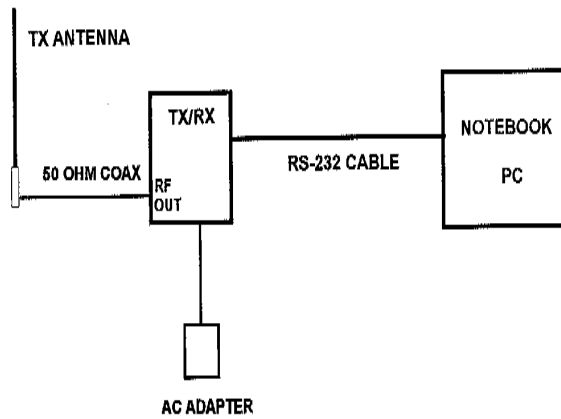 TX ANTENNA
TX/RX
NOTEBOOK
PC
RS-232 CABLE
50 OHM COAX
RF
OUT
AC ADAPTER